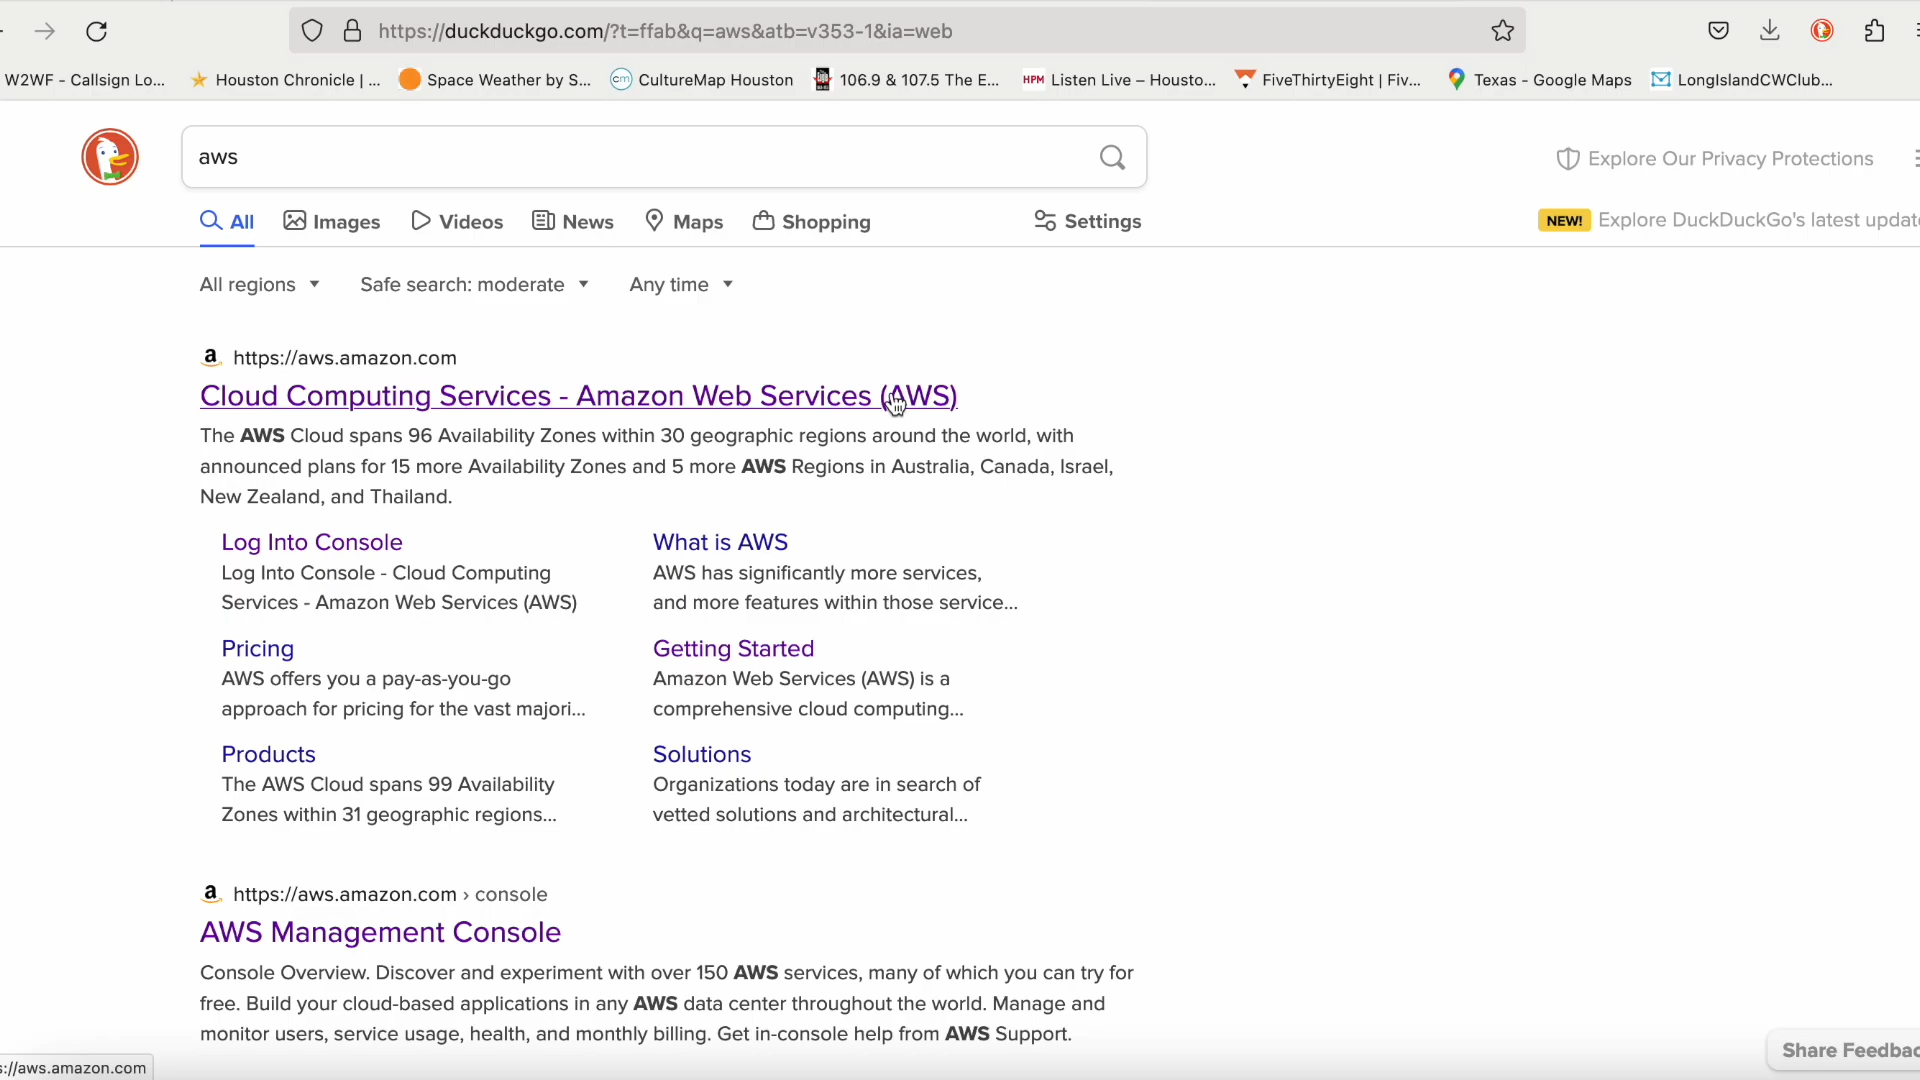 https://duckduckgo.com/?t=ffab&q=aws&atb=v353-1&ia=web
W2WF - Callsign Lo... Houston Chronicle | ... Space Weather by S... cm CultureMap Houston 106.9 & 107.5 The E... HPM Listen Live – Housto... FiveThirtyEight | Fiv... Texas - Google Maps LongIslandCWClub...
aws
Explore Our Privacy Protections
All Images Videos News Maps Shopping Settings
NEW! Explore DuckDuckGo's latest update
All regions Safe search: moderate Any time
a https://aws.amazon.com
Cloud Computing Services - Amazon Web Services (AWS)
The AWS Cloud spans 96 Availability Zones within 30 geographic regions around the world, with
announced plans for 15 more Availability Zones and 5 more AWS Regions in Australia, Canada, Israel,
New Zealand, and Thailand.
Log Into Console
Log Into Console - Cloud Computing
Services - Amazon Web Services (AWS)
What is AWS
AWS has significantly more services,
and more features within those service...
Pricing
AWS offers you a pay-as-you-go
approach for pricing for the vast majori...
Getting Started
Amazon Web Services (AWS) is a
comprehensive cloud computing...
Products
The AWS Cloud spans 99 Availability
Zones within 31 geographic regions...
Solutions
Organizations today are in search of
vetted solutions and architectural...
a https://aws.amazon.com › console
AWS Management Console
Console Overview. Discover and experiment with over 150 AWS services, many of which you can try for
free. Build your cloud-based applications in any AWS data center throughout the world. Manage and
monitor users, service usage, health, and monthly billing. Get in-console help from AWS Support.
Share Feedbac
s://aws.amazon.com